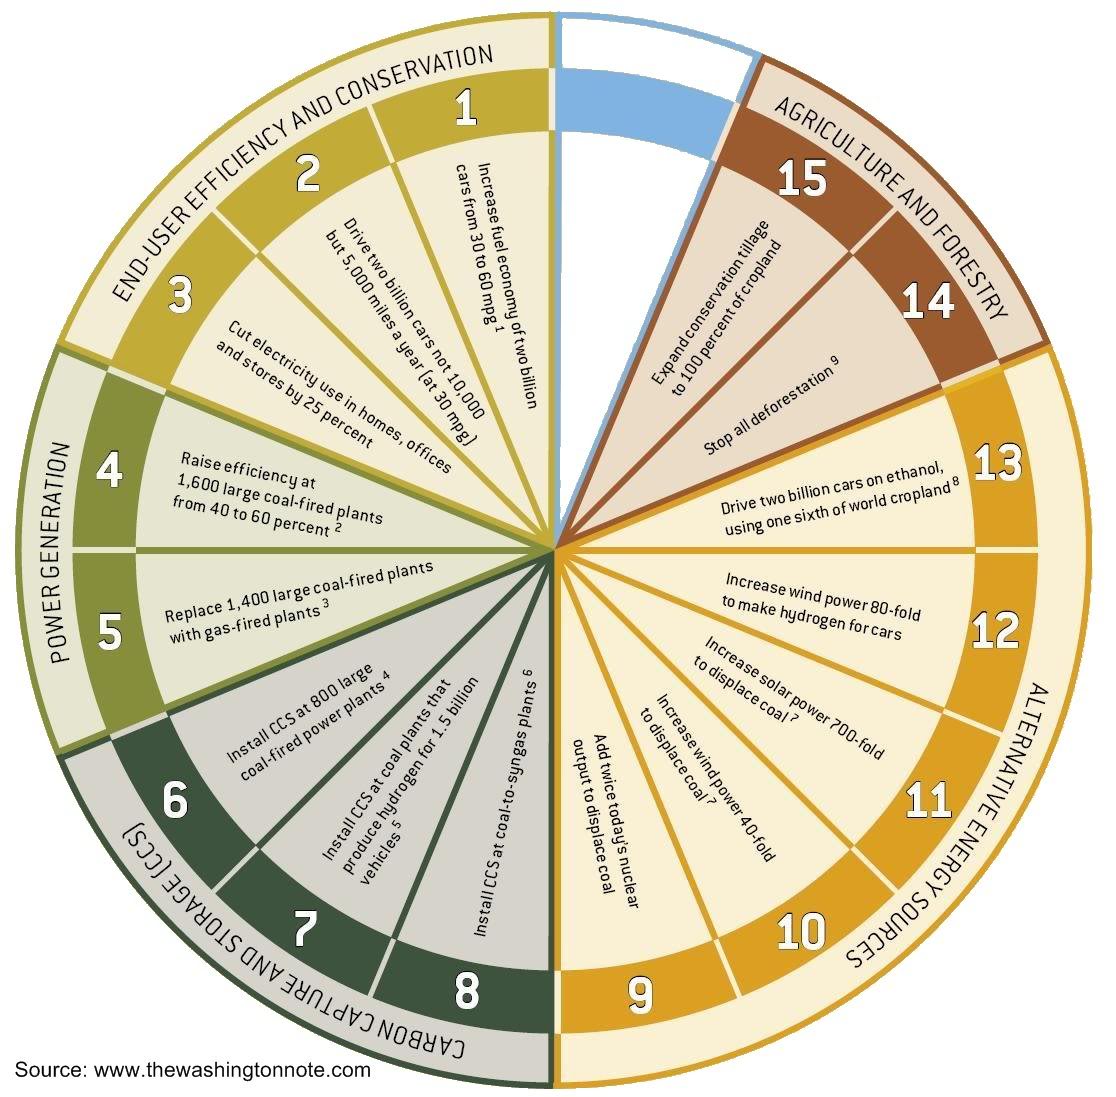 END-USER EFFICIENCY AND CONSERVATION
1
Increase fuel economy of two billion
cars from 30 to 60 mpg 1
2
Drive two billion cars not 10,000
but 5,000 miles a year (at 30 mpg)
3
Cut electricity use in homes, offices
and stores by 25 percent
POWER GENERATION
4
Raise efficiency at
1,600 large coal-fired plants
from 40 to 60 percent 2
5
Replace 1,400 large coal-fired plants
with gas-fired plants 3
CARBON CAPTURE AND STORAGE (CCS)
6
Install CCS at 800 large
coal-fired power plants 4
7
Install CCS at coal plants that
produce hydrogen for 1.5 billion
vehicles 5
8
Install CCS at coal-to-syngas plants 6
ALTERNATIVE ENERGY SOURCES
9
Add twice today's nuclear
output to displace coal
10
Increase wind power 40-fold
to displace coal 7
11
Increase solar power 700-fold
to displace coal 7
12
Increase wind power 80-fold
to make hydrogen for cars
13
Drive two billion cars on ethanol,
using one sixth of world cropland 8
AGRICULTURE AND FORESTRY
14
Stop all deforestation 9
15
Expand conservation tillage
to 100 percent of cropland
Source: www.thewashingtonnote.com